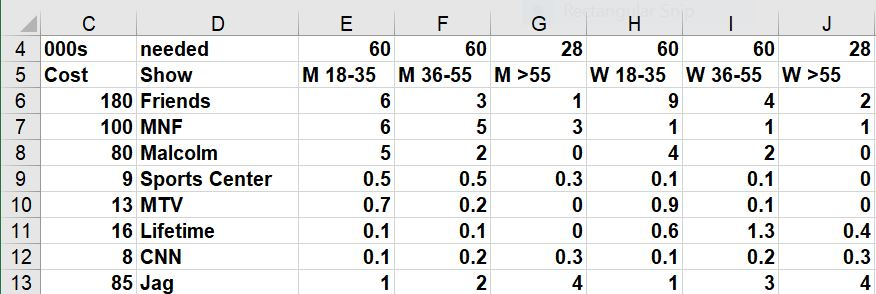 Rectangular Snip
C D E F G H I J
4 000s needed 60 60 28 60 60 28
5 Cost Show M 18-35 M 36-55 M >55 W 18-35 W 36-55 W >55
6 180 Friends 6 3 1 9 4 2
7 100 MNF 6 5 3 1 1 1
8 80 Malcolm 5 2 0 4 2 0
9 9 Sports Center 0.5 0.5 0.3 0.1 0.1 0
10 13 MTV 0.7 0.2 0 0.9 0.1 0
11 16 Lifetime 0.1 0.1 0 0.6 1.3 0.4
12 8 CNN 0.1 0.2 0.3 0.1 0.2 0.3
13 85 Jag 1 2 4 1 3 4